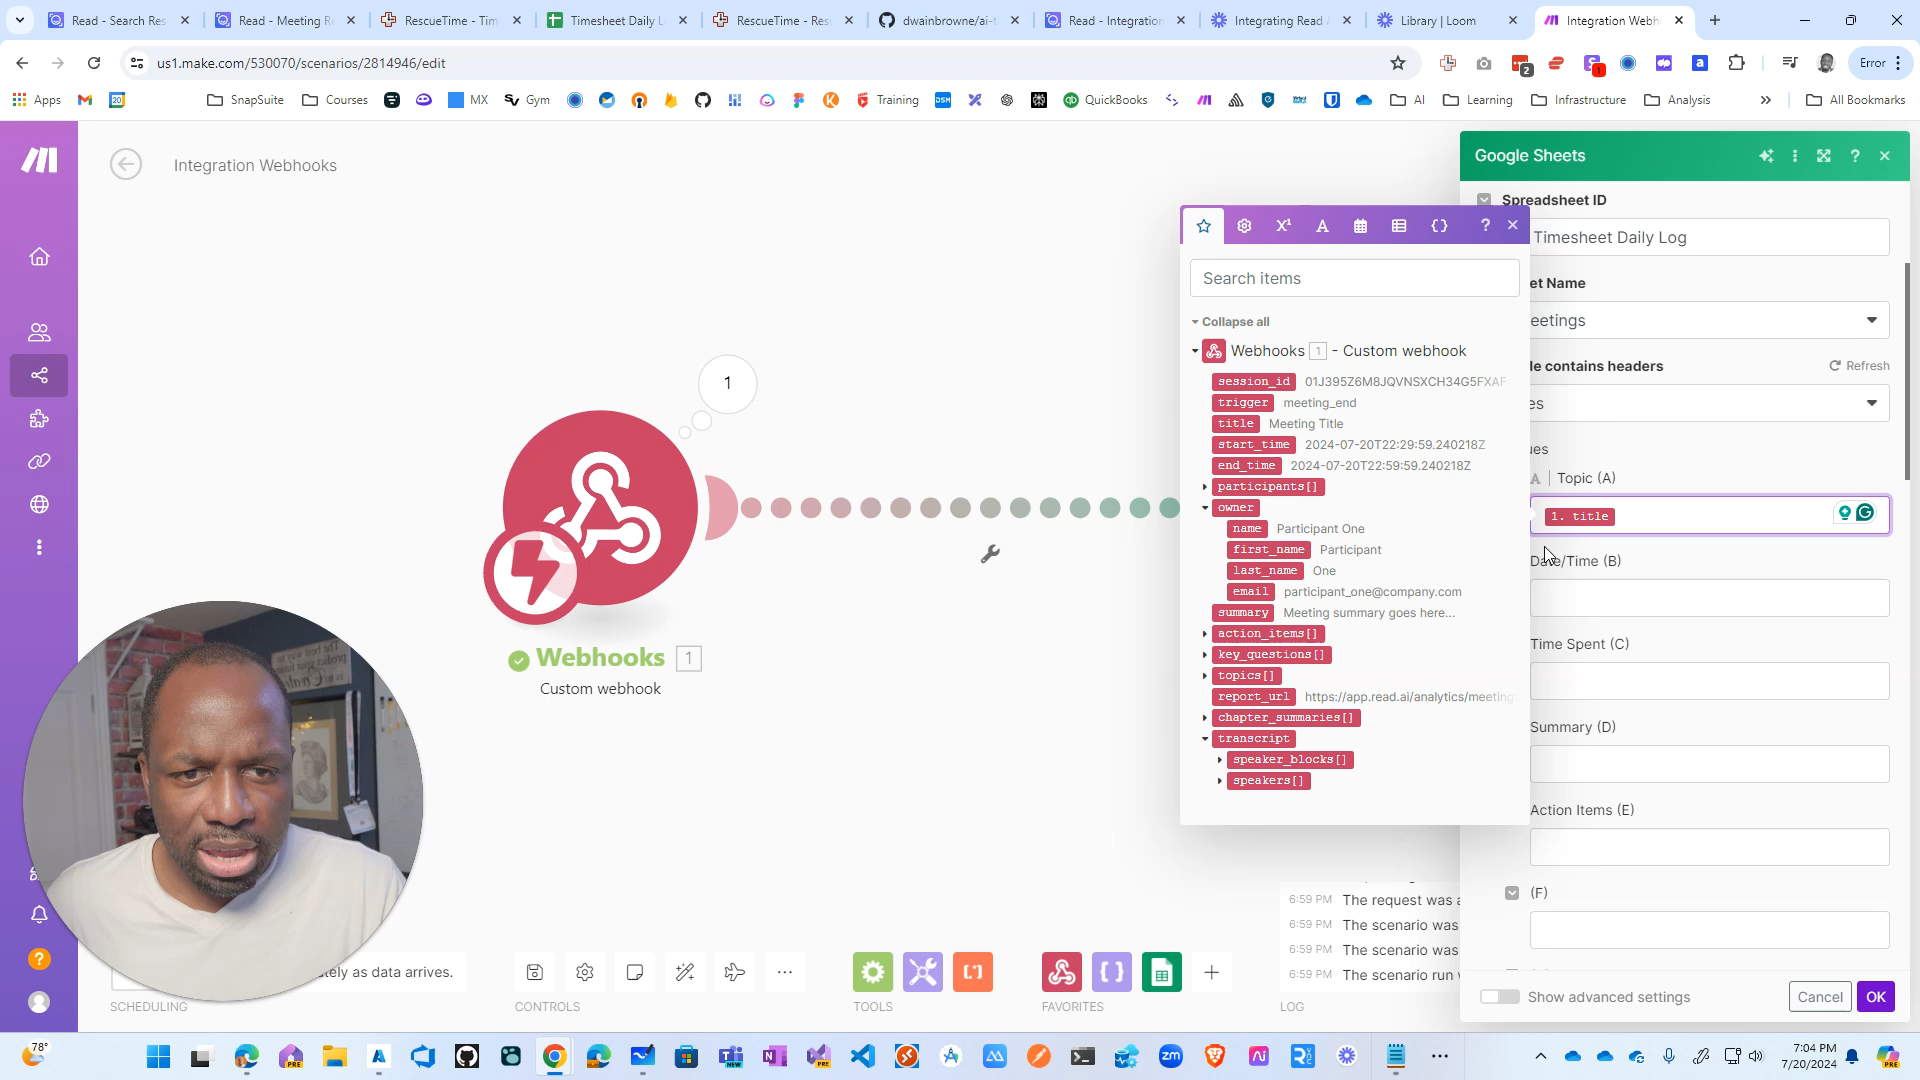 Read - Search Res
Read - Meeting R
RescueTime - Tim
Timesheet Daily L
RescueTime - Res
dwainbrowne/ai-t
Read - Integration
Integrating Read
Library | Loom
Integration Webh
us1.make.com/530070/scenarios/2814946/edit
Error
Apps
SnapSuite
Courses
MX
Gym
Training
QuickBooks
AI
Learning
Infrastructure
Analysis
All Bookmarks
Integration Webhooks
Google Sheets
Spreadsheet ID
Timesheet Daily Log
et Name
eetings
le contains headers
Refresh
es
ues
A | Topic (A)
1. title
Date/Time (B)
Time Spent (C)
Summary (D)
Action Items (E)
(F)
Show advanced settings
Cancel
OK
Search items
Collapse all
Webhooks 1 - Custom webhook
session_id 01J395Z6M8JQVNSXCH34G5FXAF
trigger meeting_end
title Meeting Title
start_time 2024-07-20T22:29:59.240218Z
end_time 2024-07-20T22:59:59.240218Z
participants[]
owner
name Participant One
first_name Participant
last_name One
email participant_one@company.com
summary Meeting summary goes here...
action_items[]
key_questions[]
topics[]
report_url https://app.read.ai/analytics/meeting
chapter_summaries[]
transcript
speaker_blocks[]
speakers[]
1
Webhooks 1
Custom webhook
6:59 PM The request was a
6:59 PM The scenario was
6:59 PM The scenario was
6:59 PM The scenario run
tely as data arrives.
SCHEDULING
CONTROLS
TOOLS
FAVORITES
LOG
78°
7:04 PM
7/20/2024